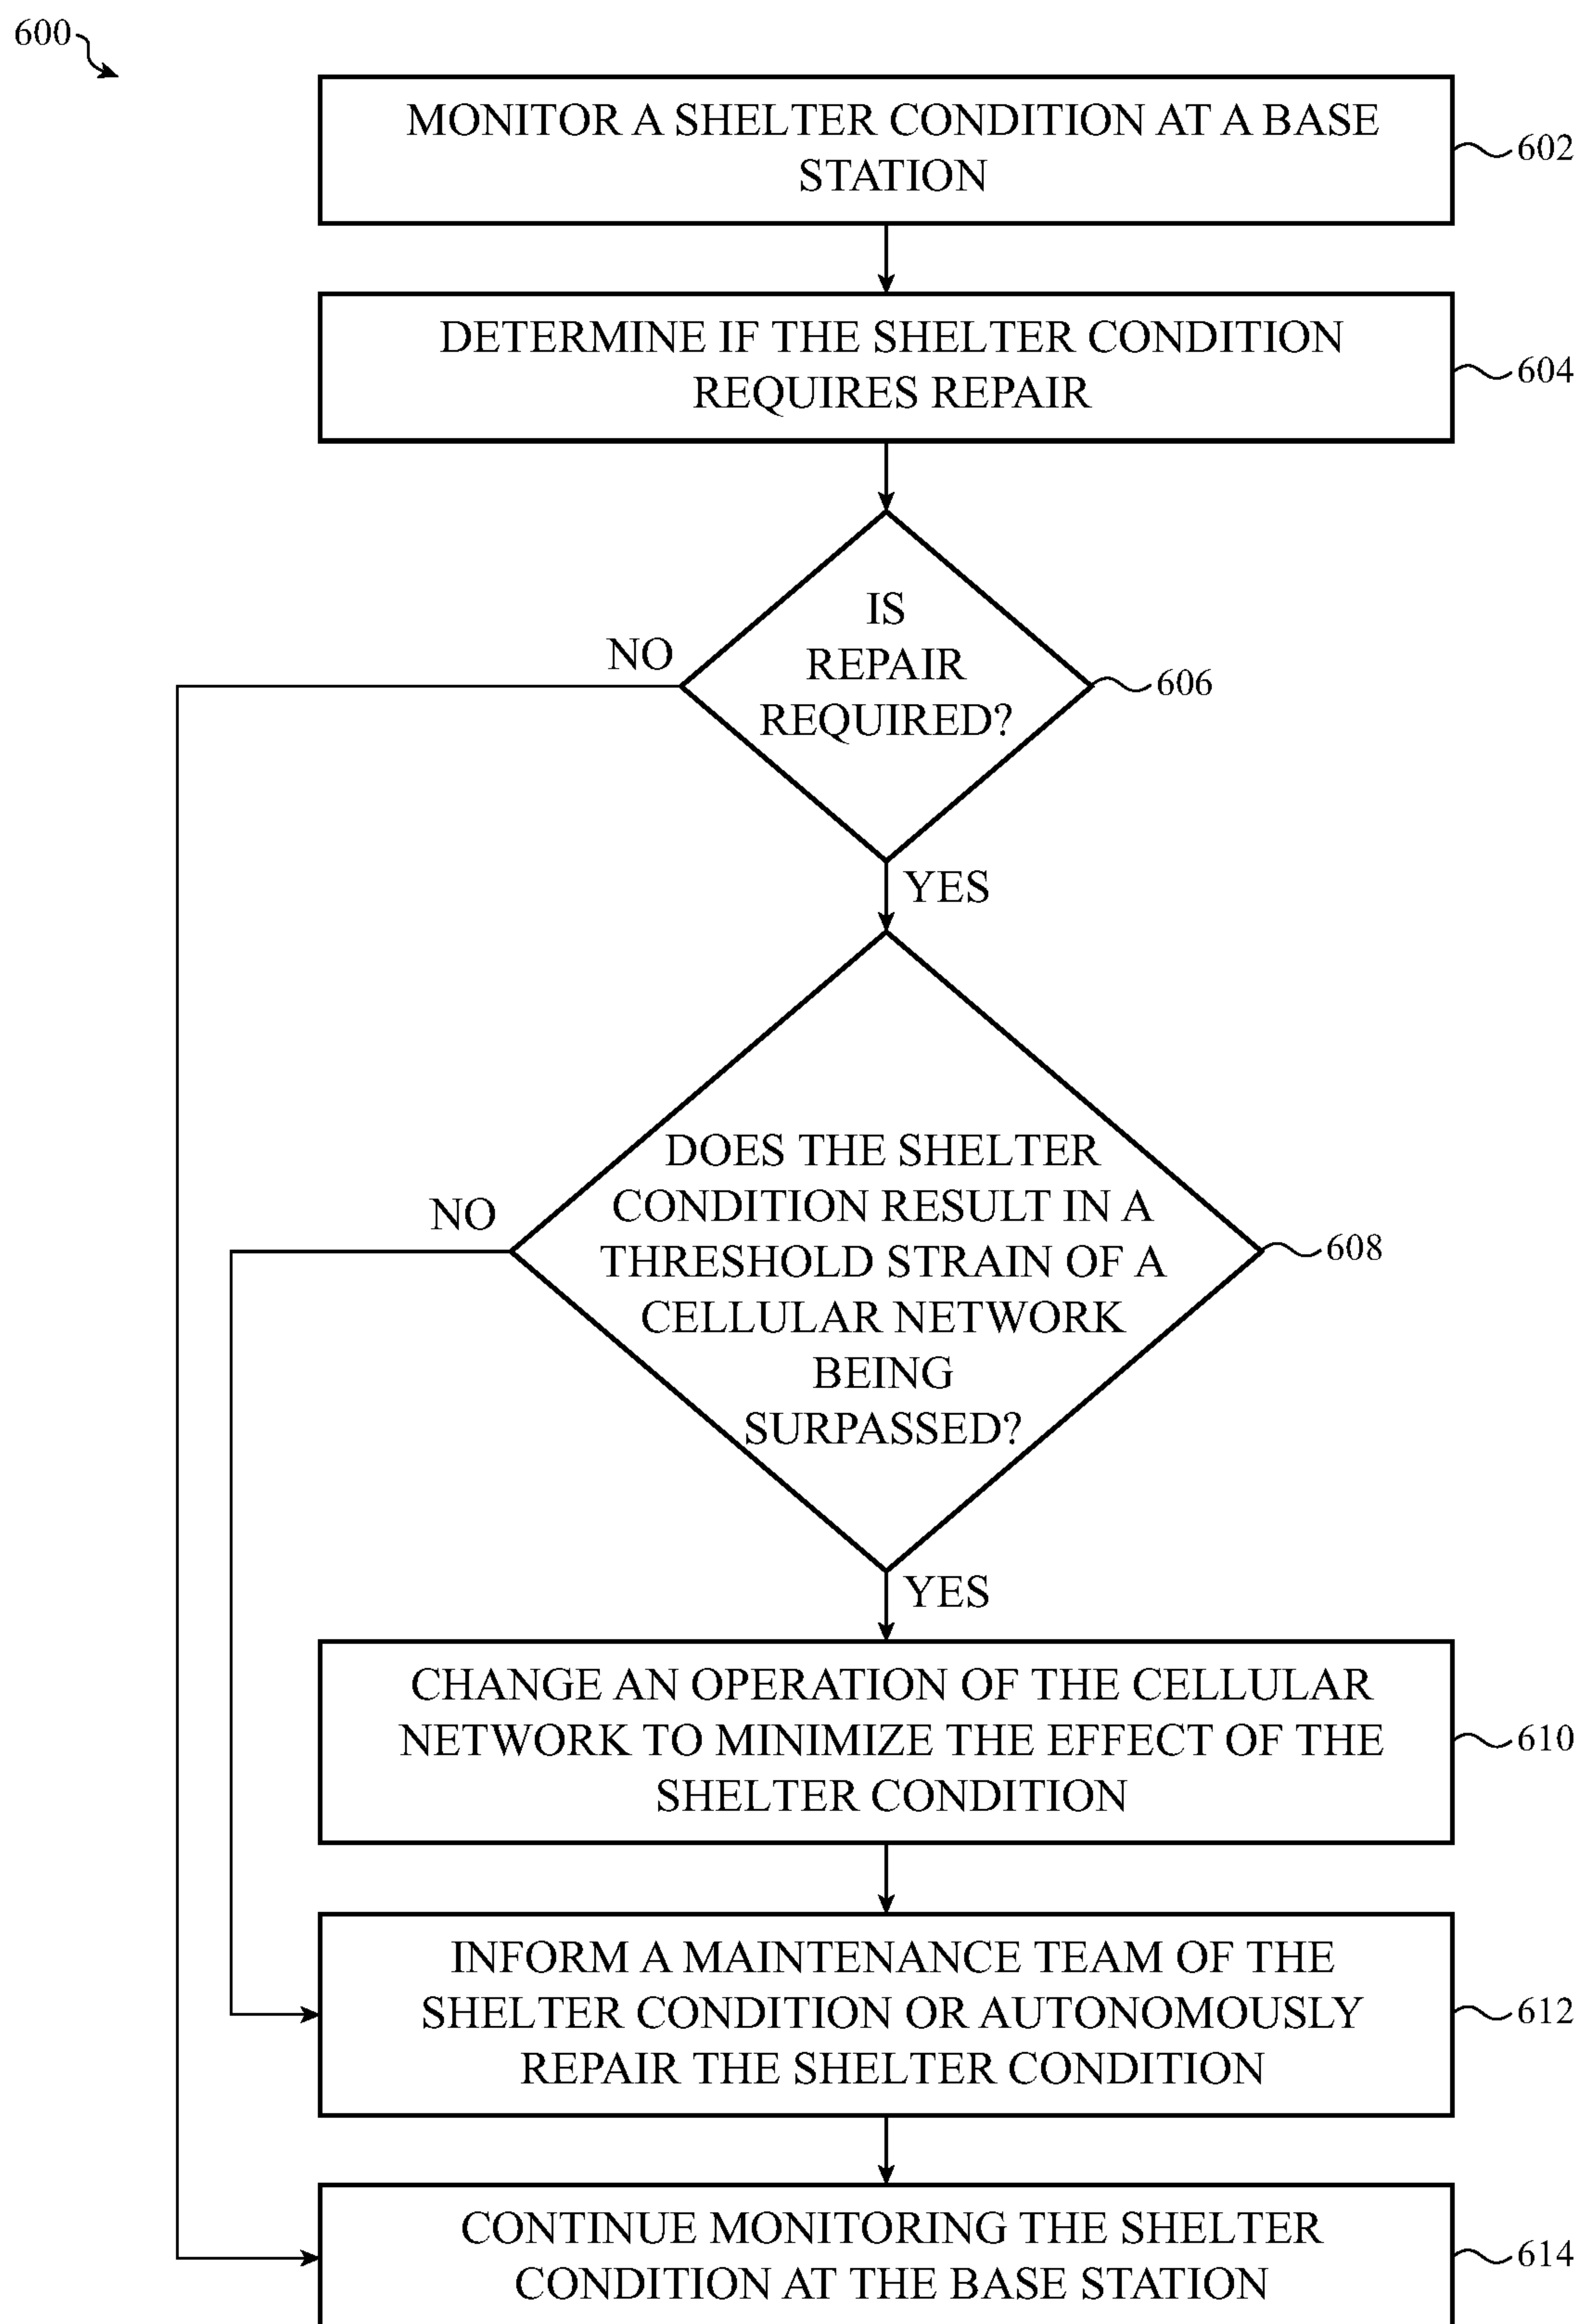 600
MONITOR A SHELTER CONDITION AT A BASE
STATION
602
DETERMINE IF THE SHELTER CONDITION
REQUIRES REPAIR
604
IS
REPAIR
REQUIRED?
NO
606
YES
DOES THE SHELTER
CONDITION RESULT IN A
THRESHOLD STRAIN OF A
CELLULAR NETWORK
BEING
SURPASSED?
NO
608
YES
CHANGE AN OPERATION OF THE CELLULAR
NETWORK TO MINIMIZE THE EFFECT OF THE
SHELTER CONDITION
610
INFORM A MAINTENANCE TEAM OF THE
SHELTER CONDITION OR AUTONOMOUSLY
REPAIR THE SHELTER CONDITION
612
CONTINUE MONITORING THE SHELTER
CONDITION AT THE BASE STATION
614